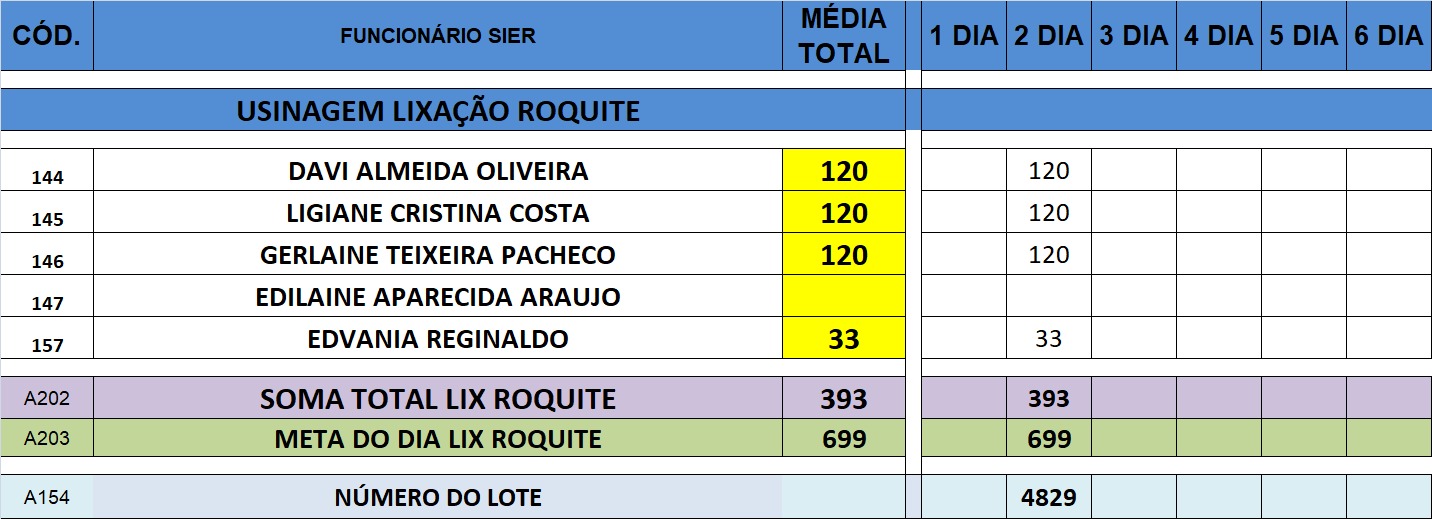 CÓD. FUNCIONÁRIO SIER MÉDIA TOTAL 1 DIA 2 DIA 3 DIA 4 DIA 5 DIA 6 DIA
USINAGEM LIXAÇÃO ROQUITE
144 DAVI ALMEIDA OLIVEIRA 120 120
145 LIGIANE CRISTINA COSTA 120 120
146 GERLAINE TEIXEIRA PACHECO 120 120
147 EDILAINE APARECIDA ARAUJO
157 EDVANIA REGINALDO 33 33
A202 SOMA TOTAL LIX ROQUITE 393 393
A203 META DO DIA LIX ROQUITE 699 699
A154 NÚMERO DO LOTE 4829